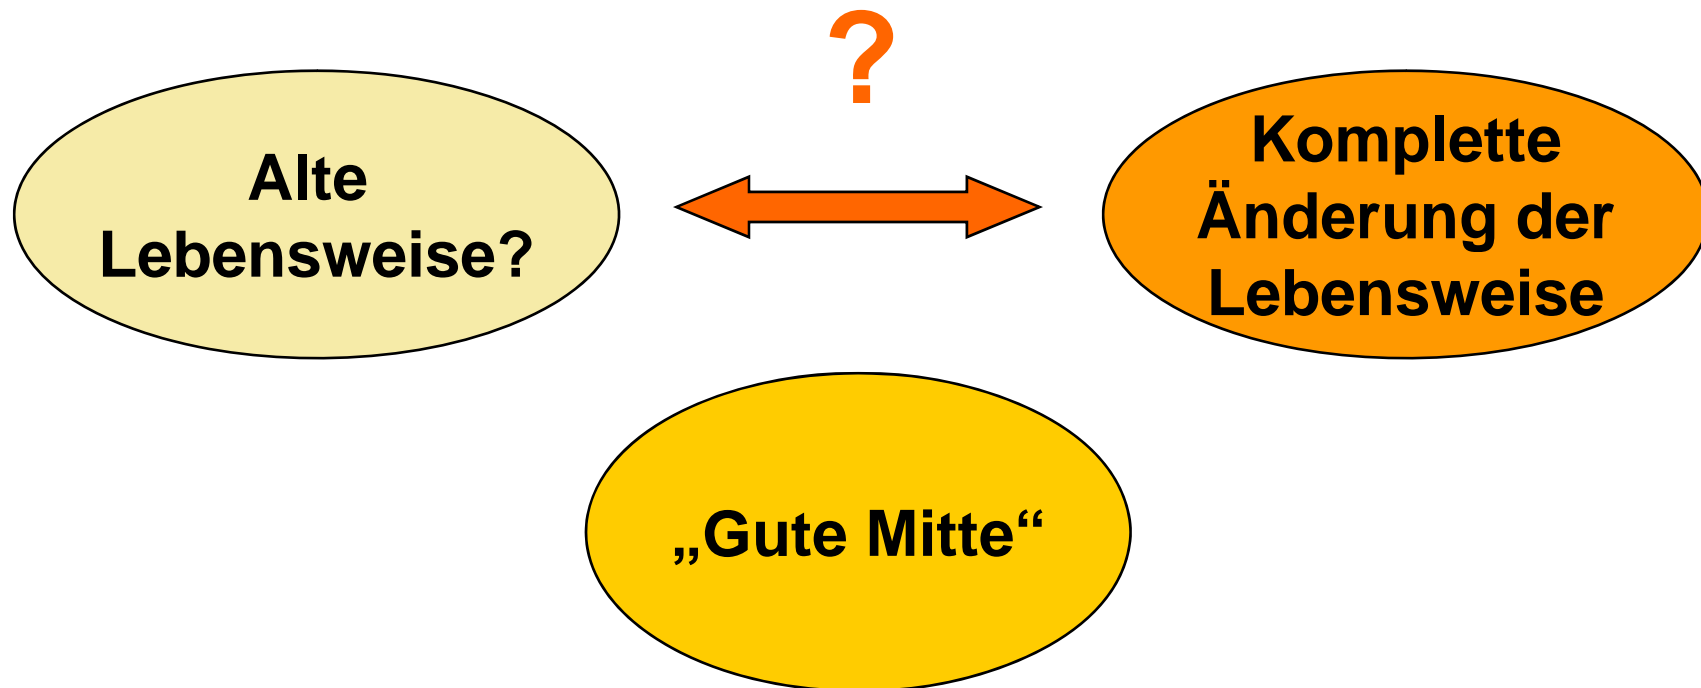 ?
Alte
Lebensweise?
Komplette
Änderung der
Lebensweise
„Gute Mitte“